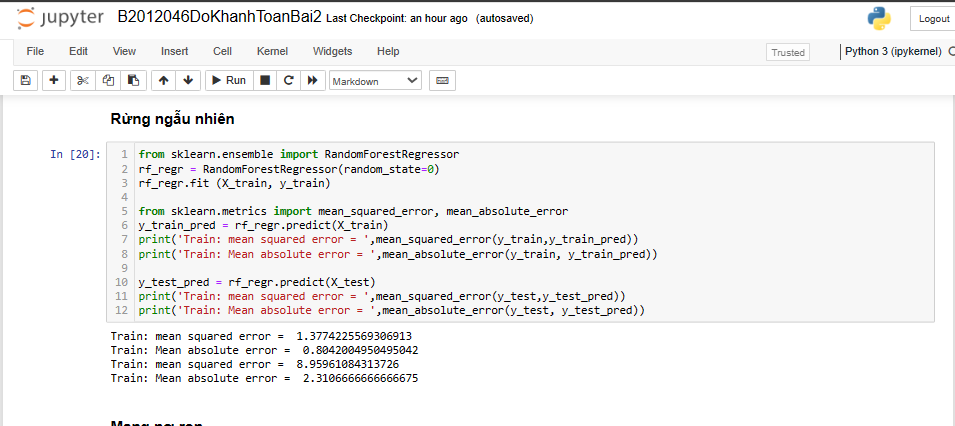 jupyter B2012046DoKhanhToanBai2 Last Checkpoint: an hour ago (autosaved) Logout
File Edit View Insert Cell Kernel Widgets Help Trusted Python 3 (ipykernel)
Run Markdown
Rừng ngẫu nhiên
In [20]:
1 from sklearn.ensemble import RandomForestRegressor
2 rf_regr = RandomForestRegressor(random_state=0)
3 rf_regr.fit (X_train, y_train)
4
5 from sklearn.metrics import mean_squared_error, mean_absolute_error
6 y_train_pred = rf_regr.predict(X_train)
7 print('Train: mean squared error = ',mean_squared_error(y_train,y_train_pred))
8 print('Train: Mean absolute error = ',mean_absolute_error(y_train, y_train_pred))
9
10 y_test_pred = rf_regr.predict(X_test)
11 print('Train: mean squared error = ',mean_squared_error(y_test,y_test_pred))
12 print('Train: Mean absolute error = ',mean_absolute_error(y_test, y_test_pred))
Train: mean squared error =  1.3774225569306913
Train: Mean absolute error =  0.8042004950495042
Train: mean squared error =  8.95961084313726
Train: Mean absolute error =  2.3106666666666675